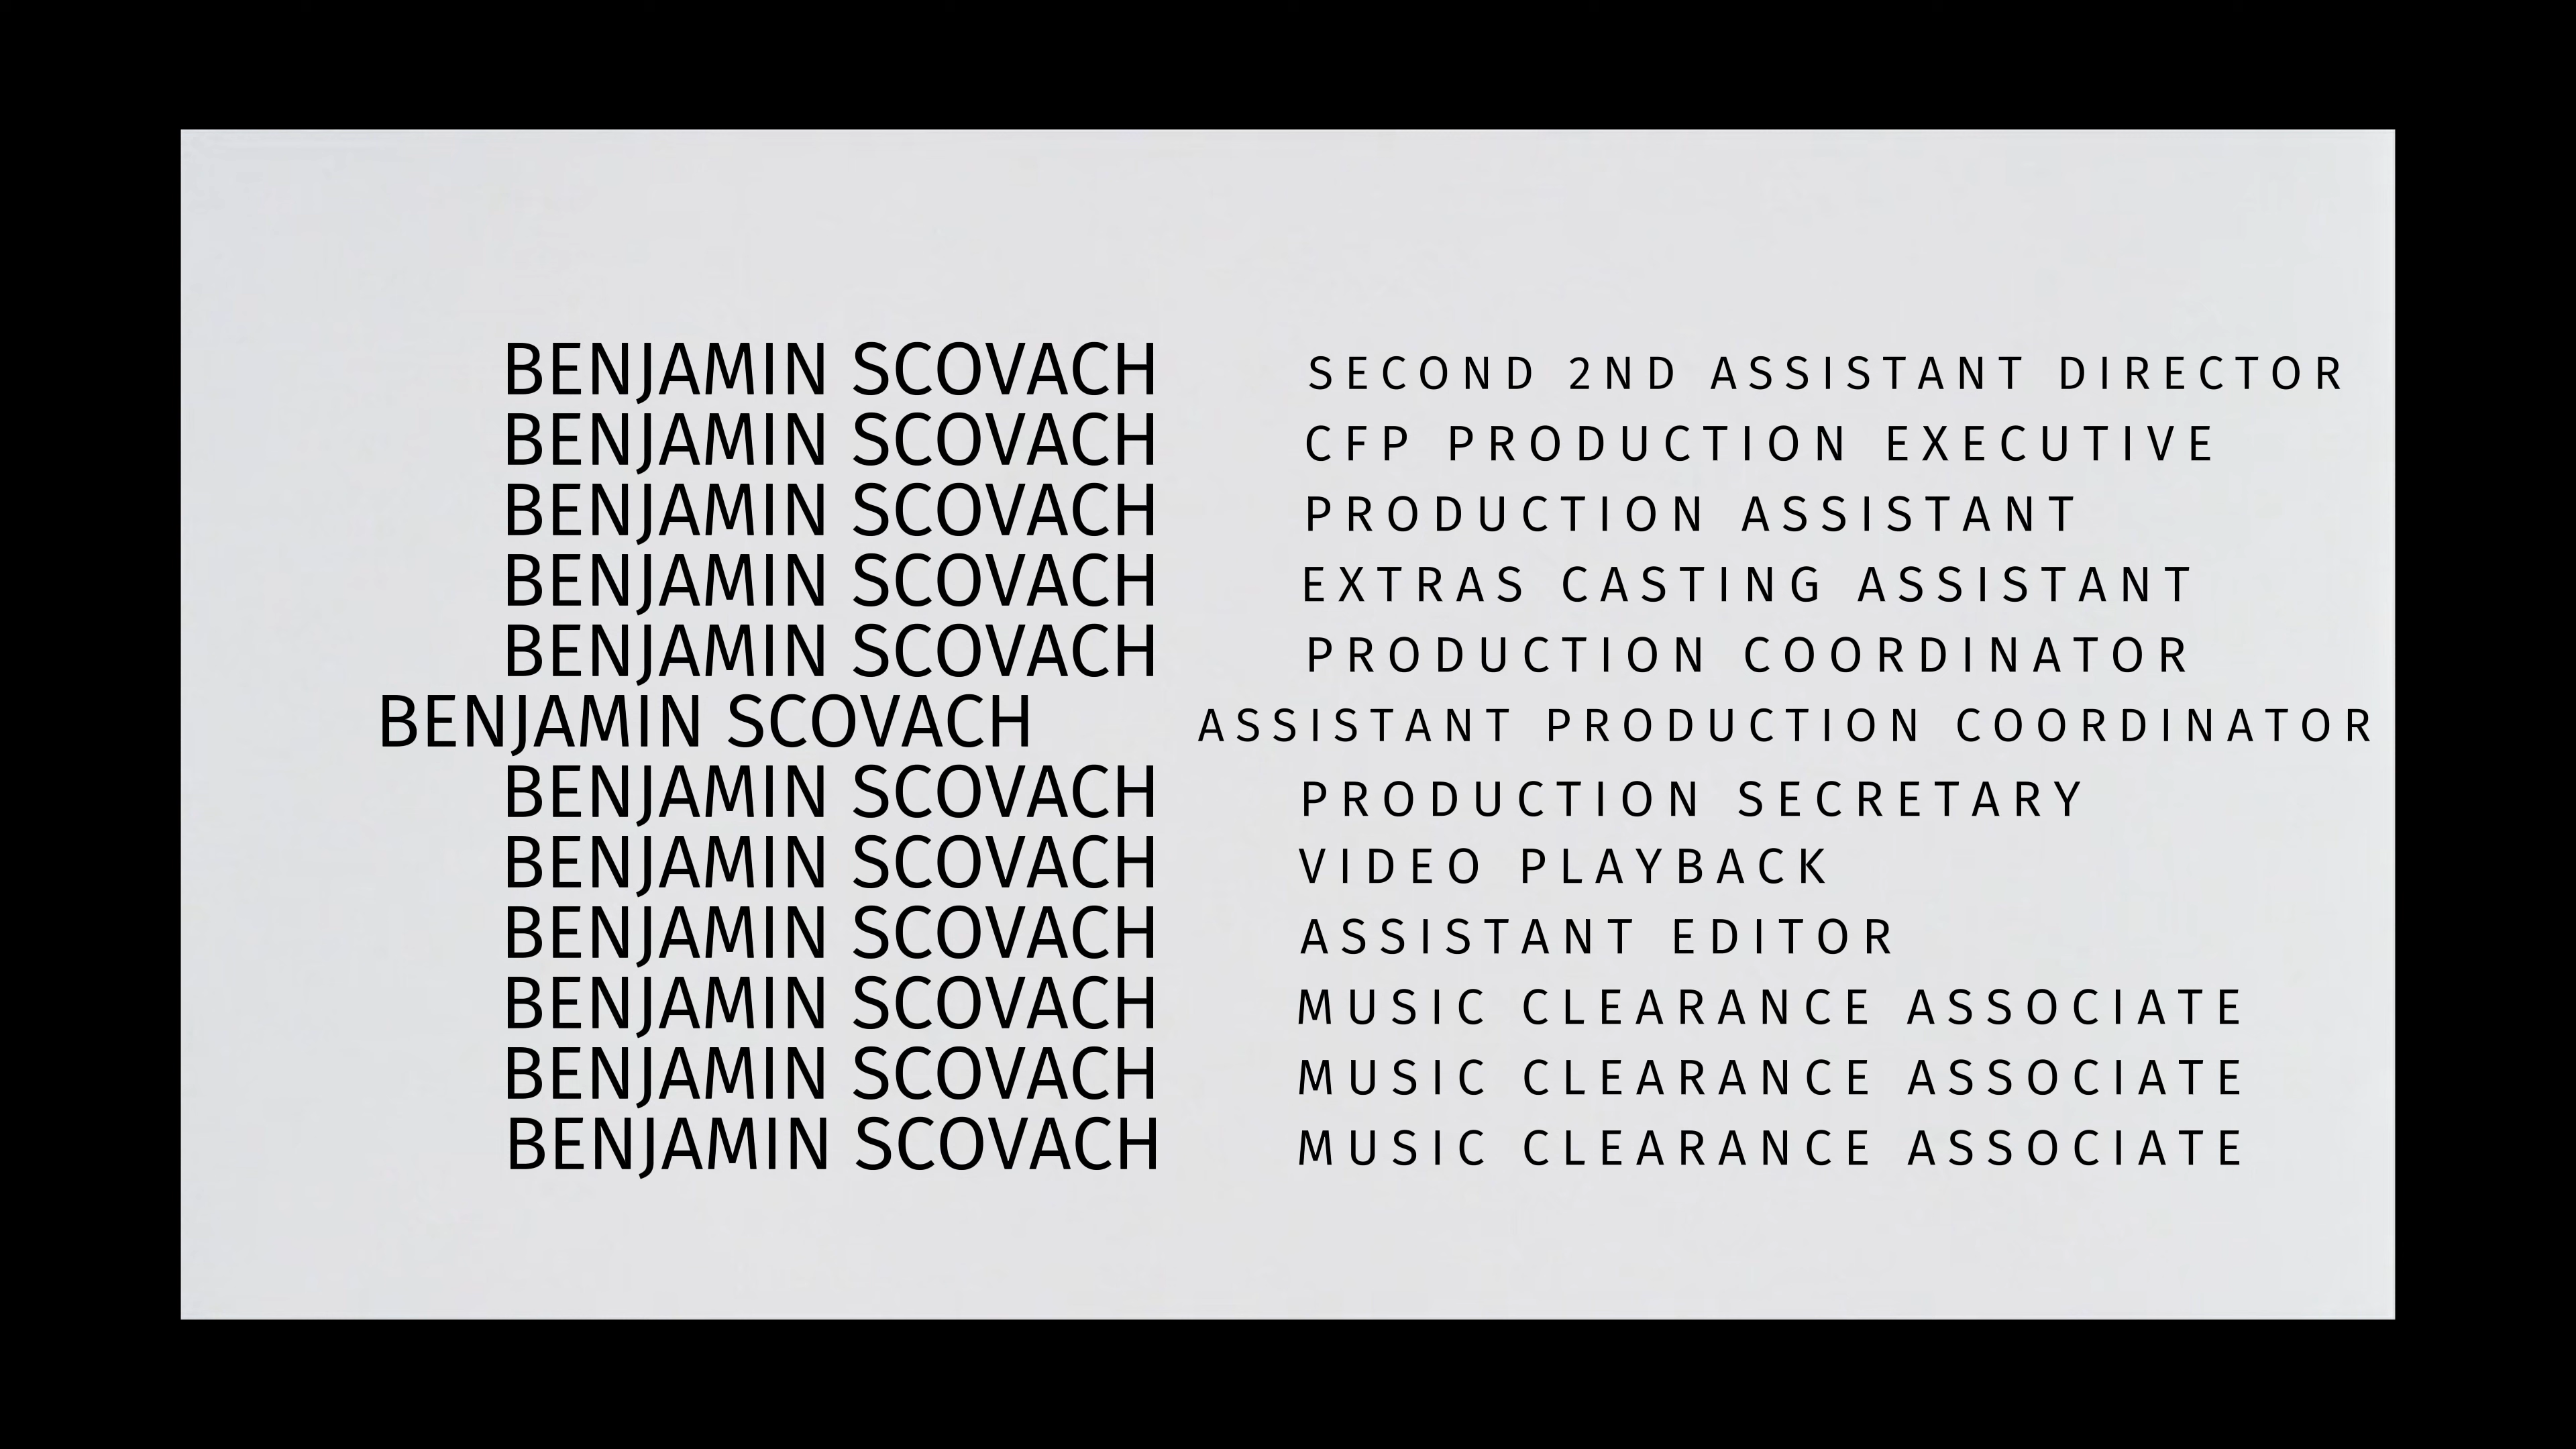 BENJAMIN SCOVACH SECOND 2ND ASSISTANT DIRECTOR
BENJAMIN SCOVACH CFP PRODUCTION EXECUTIVE
BENJAMIN SCOVACH PRODUCTION ASSISTANT
BENJAMIN SCOVACH EXTRAS CASTING ASSISTANT
BENJAMIN SCOVACH PRODUCTION COORDINATOR
BENJAMIN SCOVACH ASSISTANT PRODUCTION COORDINATOR
BENJAMIN SCOVACH PRODUCTION SECRETARY
BENJAMIN SCOVACH VIDEO PLAYBACK
BENJAMIN SCOVACH ASSISTANT EDITOR
BENJAMIN SCOVACH MUSIC CLEARANCE ASSOCIATE
BENJAMIN SCOVACH MUSIC CLEARANCE ASSOCIATE
BENJAMIN SCOVACH MUSIC CLEARANCE ASSOCIATE